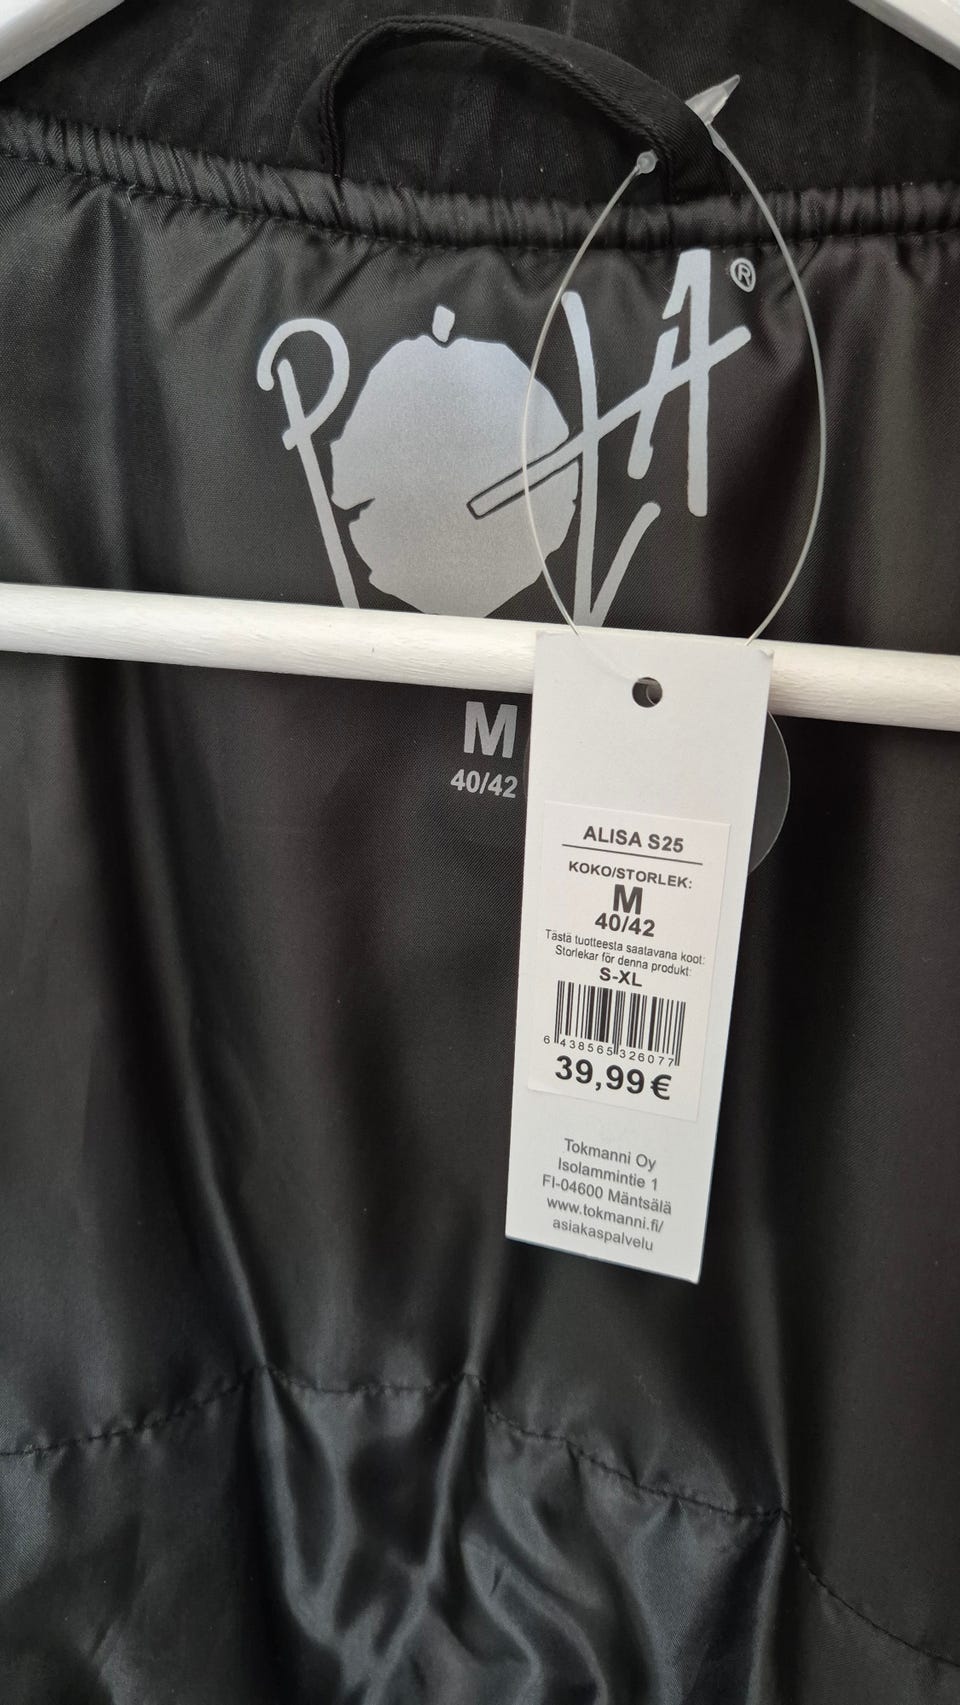 POLA®
M
40/42
ALISA S25
KOKO/STORLEK:
M
40/42
Tästä tuotteesta saatavana koot:
Storlekar för denna produkt:
S-XL
6 438565 326077
39,99€
Tokmanni Oy
Isolammintie 1
FI-04600 Mäntsälä
www.tokmanni.fi/
asiakaspalvelu